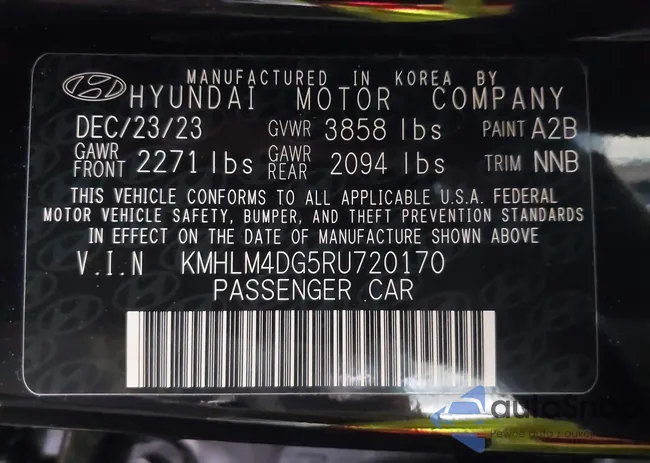 MANUFACTURED IN KOREA BY
HYUNDAI MOTOR COMPANY
DEC/23/23 GVWR 3858 lbs PAINT A2B
GAWR FRONT 2271 lbs GAWR REAR 2094 lbs TRIM NNB
THIS VEHICLE CONFORMS TO ALL APPLICABLE U.S.A. FEDERAL
MOTOR VEHICLE SAFETY, BUMPER, AND THEFT PREVENTION STANDARDS
IN EFFECT ON THE DATE OF MANUFACTURE SHOWN ABOVE
V.I.N KMHLM4DG5RU720170
PASSENGER CAR